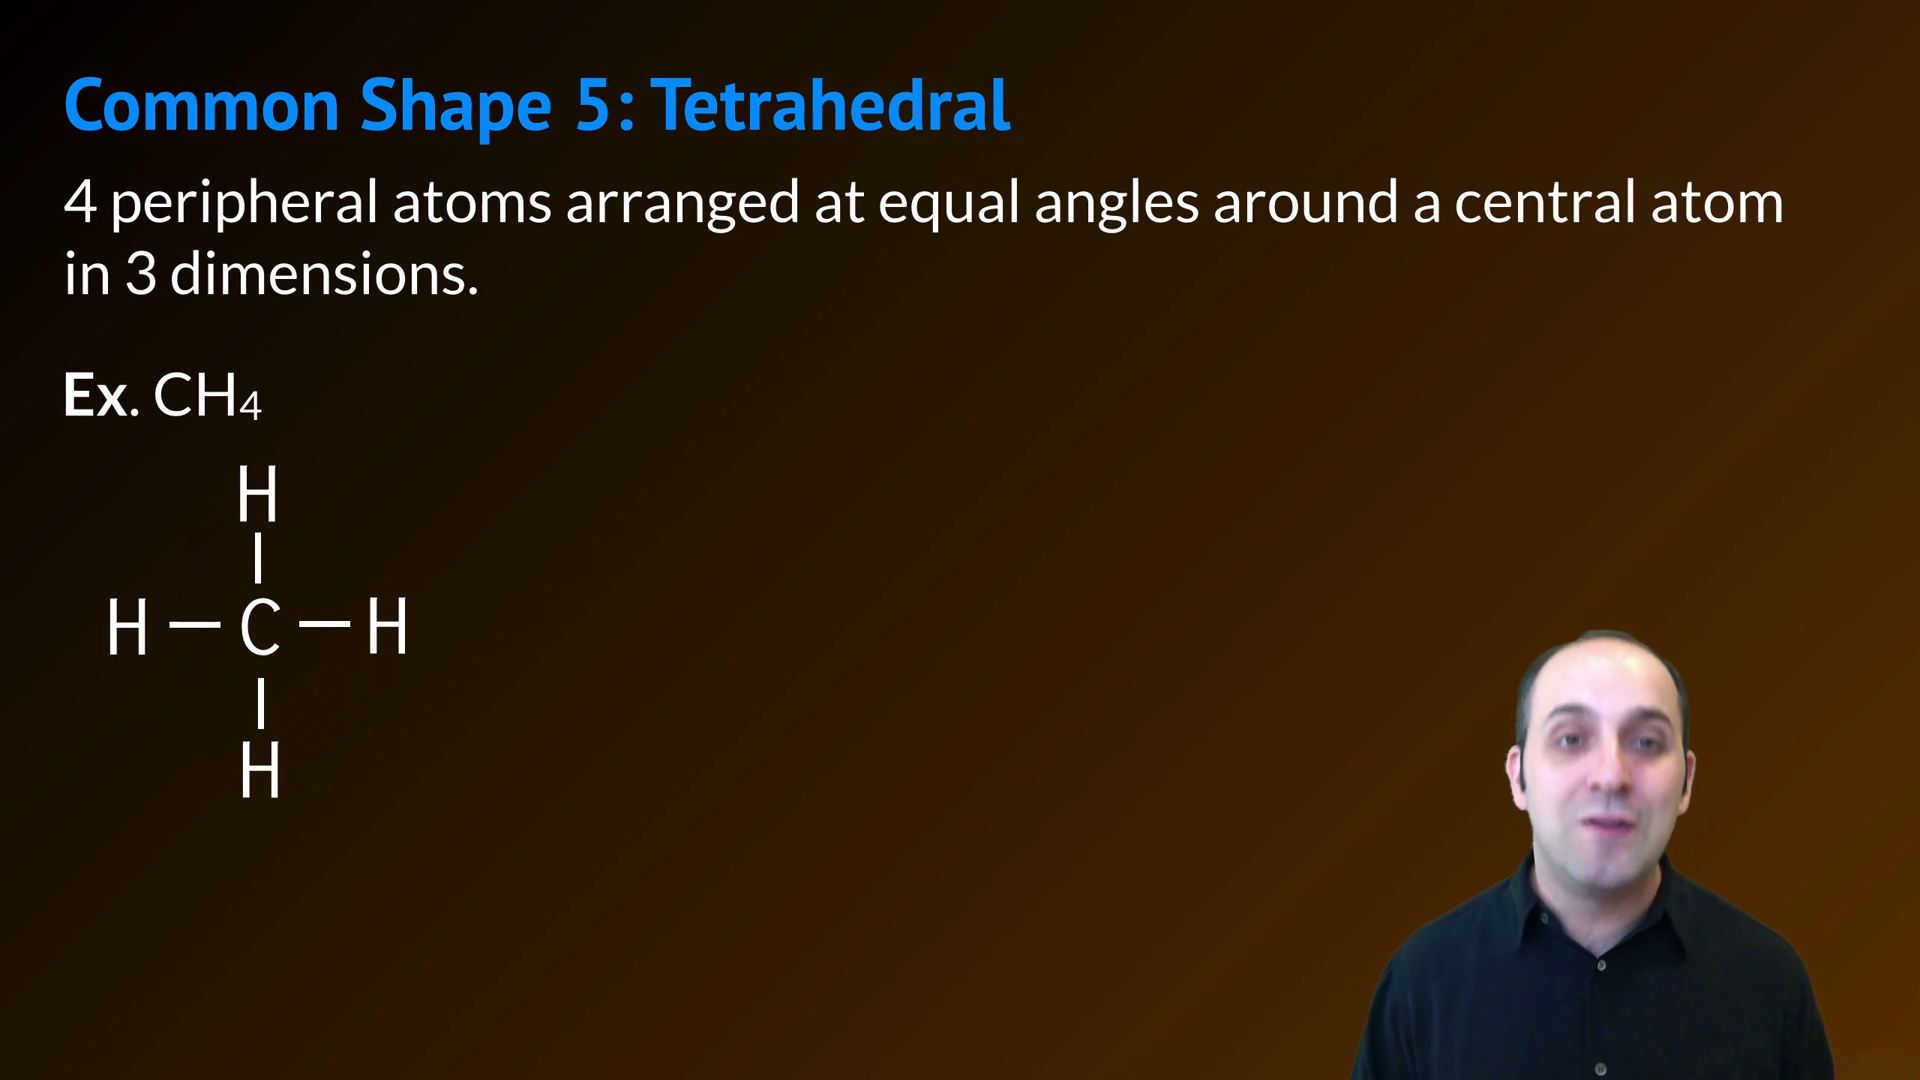 Common Shape 5: Tetrahedral
4 peripheral atoms arranged at equal angles around a central atom
in 3 dimensions.
Ex. CH₄
H
H – C – H
H